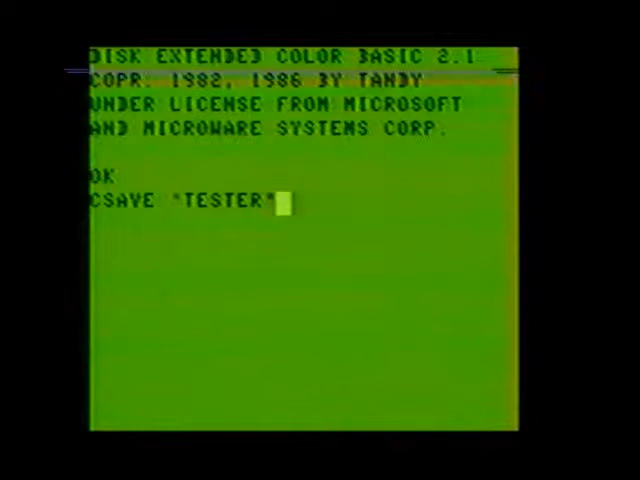 DISK EXTENDED COLOR BASIC 2.1
COPR. 1982, 1986 BY TANDY
UNDER LICENSE FROM MICROSOFT
AND MICROWARE SYSTEMS CORP.
OK
CSAVE "TESTER"